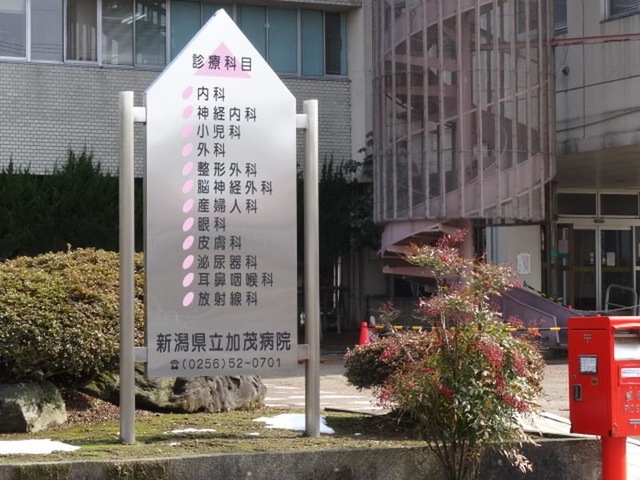 診療科目
内科
神経内科
小児科
外科
整形外科
脳神経外科
産婦人科
眼科
皮膚科
泌尿器科
耳鼻咽喉科
放射線科
新潟県立加茂病院
☎(0256)52-0701
POST